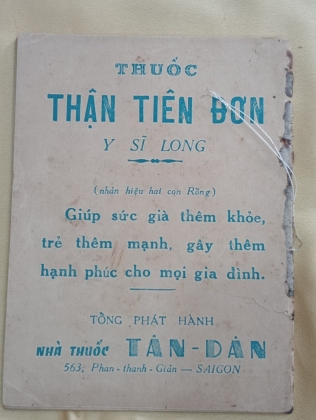 THUỐC
THẬN TIÊN ĐƠN
Y SĨ LONG
(nhãn hiệu hai con Rồng)
Giúp sức già thêm khỏe,
trẻ thêm mạnh, gây thêm
hạnh phúc cho mọi gia đình.
TỔNG PHÁT HÀNH
NHÀ THUỐC TÂN-DÂN
563, Phan-thanh-Giản — SAIGON